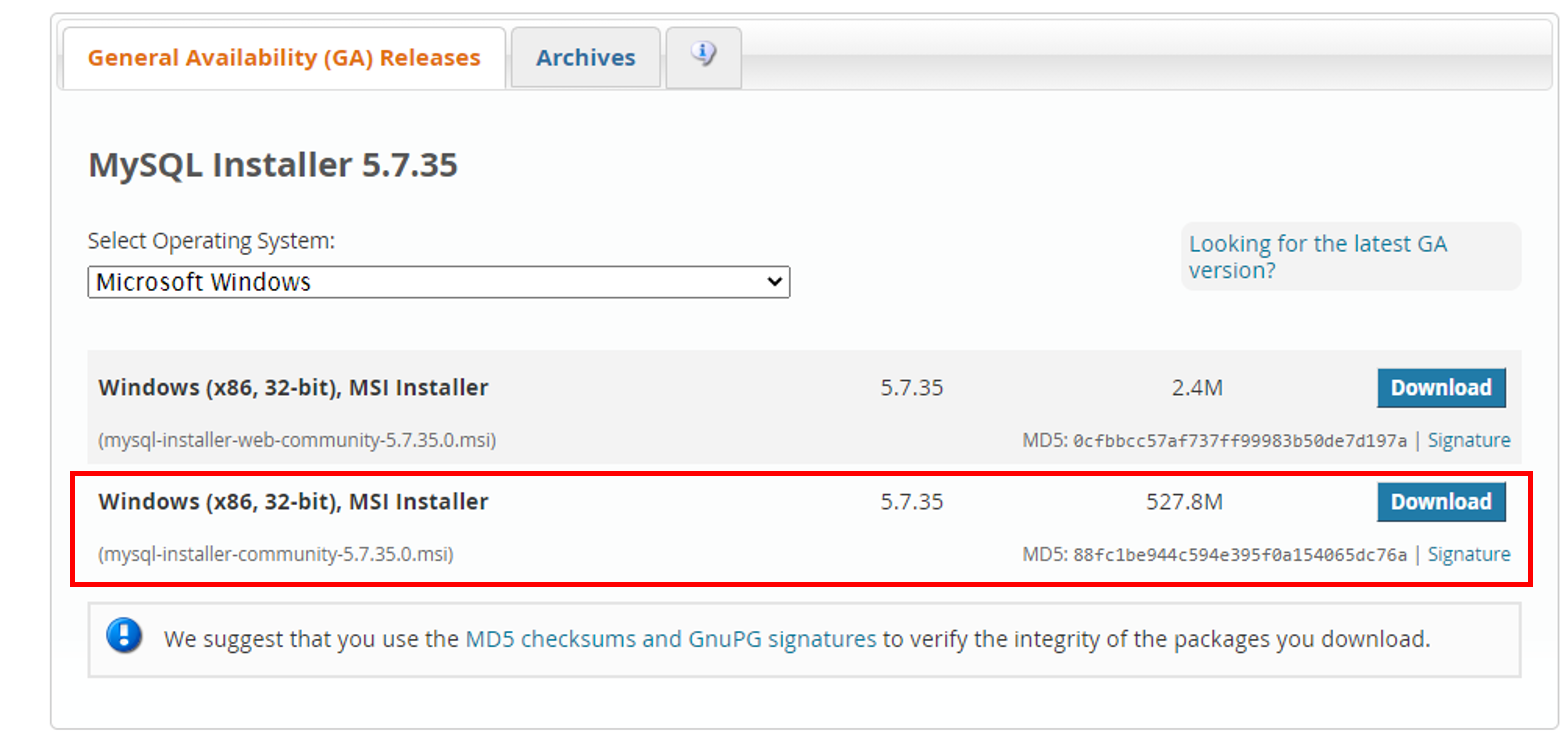 General Availability (GA) Releases
Archives
MySQL Installer 5.7.35
Select Operating System:
Microsoft Windows
Looking for the latest GA
version?
Windows (x86, 32-bit), MSI Installer 5.7.35 2.4M Download
(mysql-installer-web-community-5.7.35.0.msi) MD5: 0cfbbcc57af737ff99983b50de7d197a | Signature
Windows (x86, 32-bit), MSI Installer 5.7.35 527.8M Download
(mysql-installer-community-5.7.35.0.msi) MD5: 88fc1be944c594e395f0a154065dc76a | Signature
We suggest that you use the MD5 checksums and GnuPG signatures to verify the integrity of the packages you download.